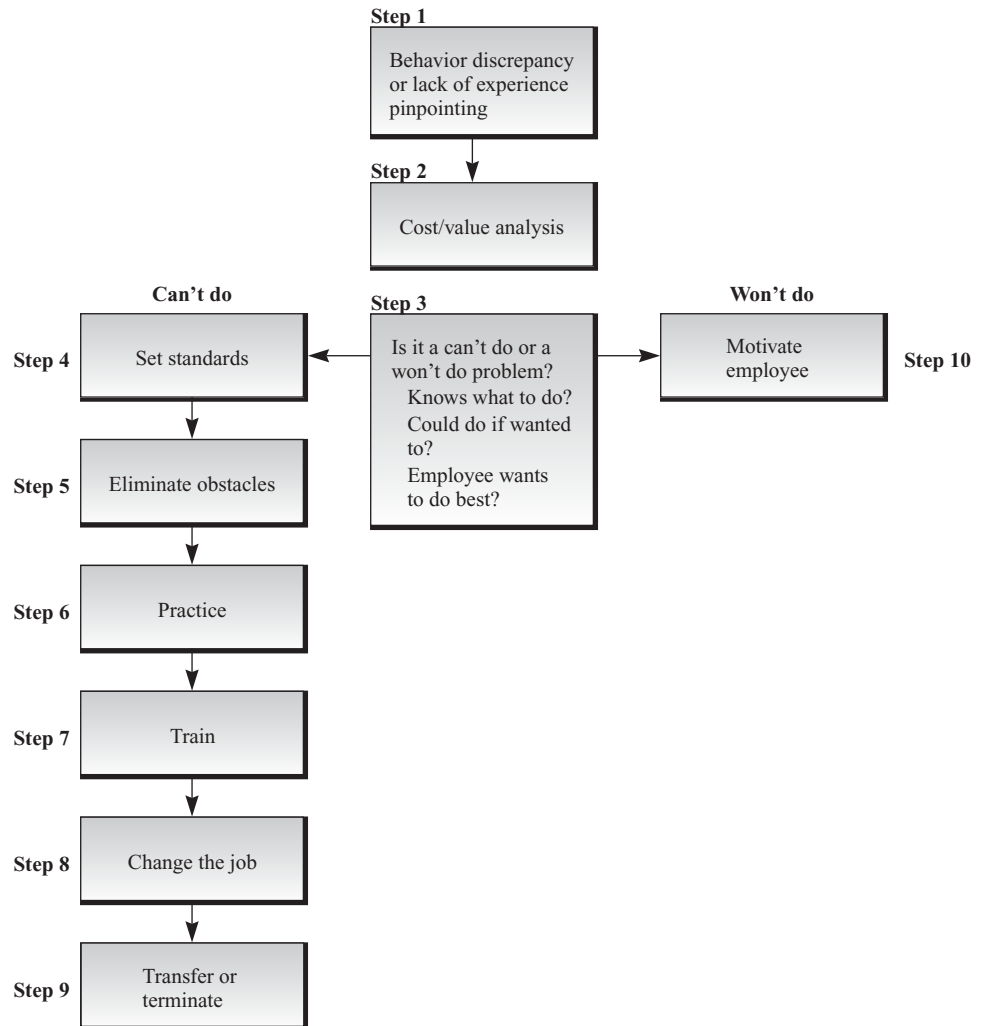 Step 1
Behavior discrepancy
or lack of experience
pinpointing
Step 2
Cost/value analysis
Can't do
Step 3
Won't do
Step 4
Set standards
Is it a can't do or a
won't do problem?
Knows what to do?
Could do if wanted
to?
Employee wants
to do best?
Motivate
employee
Step 10
Step 5
Eliminate obstacles
Step 6
Practice
Step 7
Train
Step 8
Change the job
Step 9
Transfer or
terminate